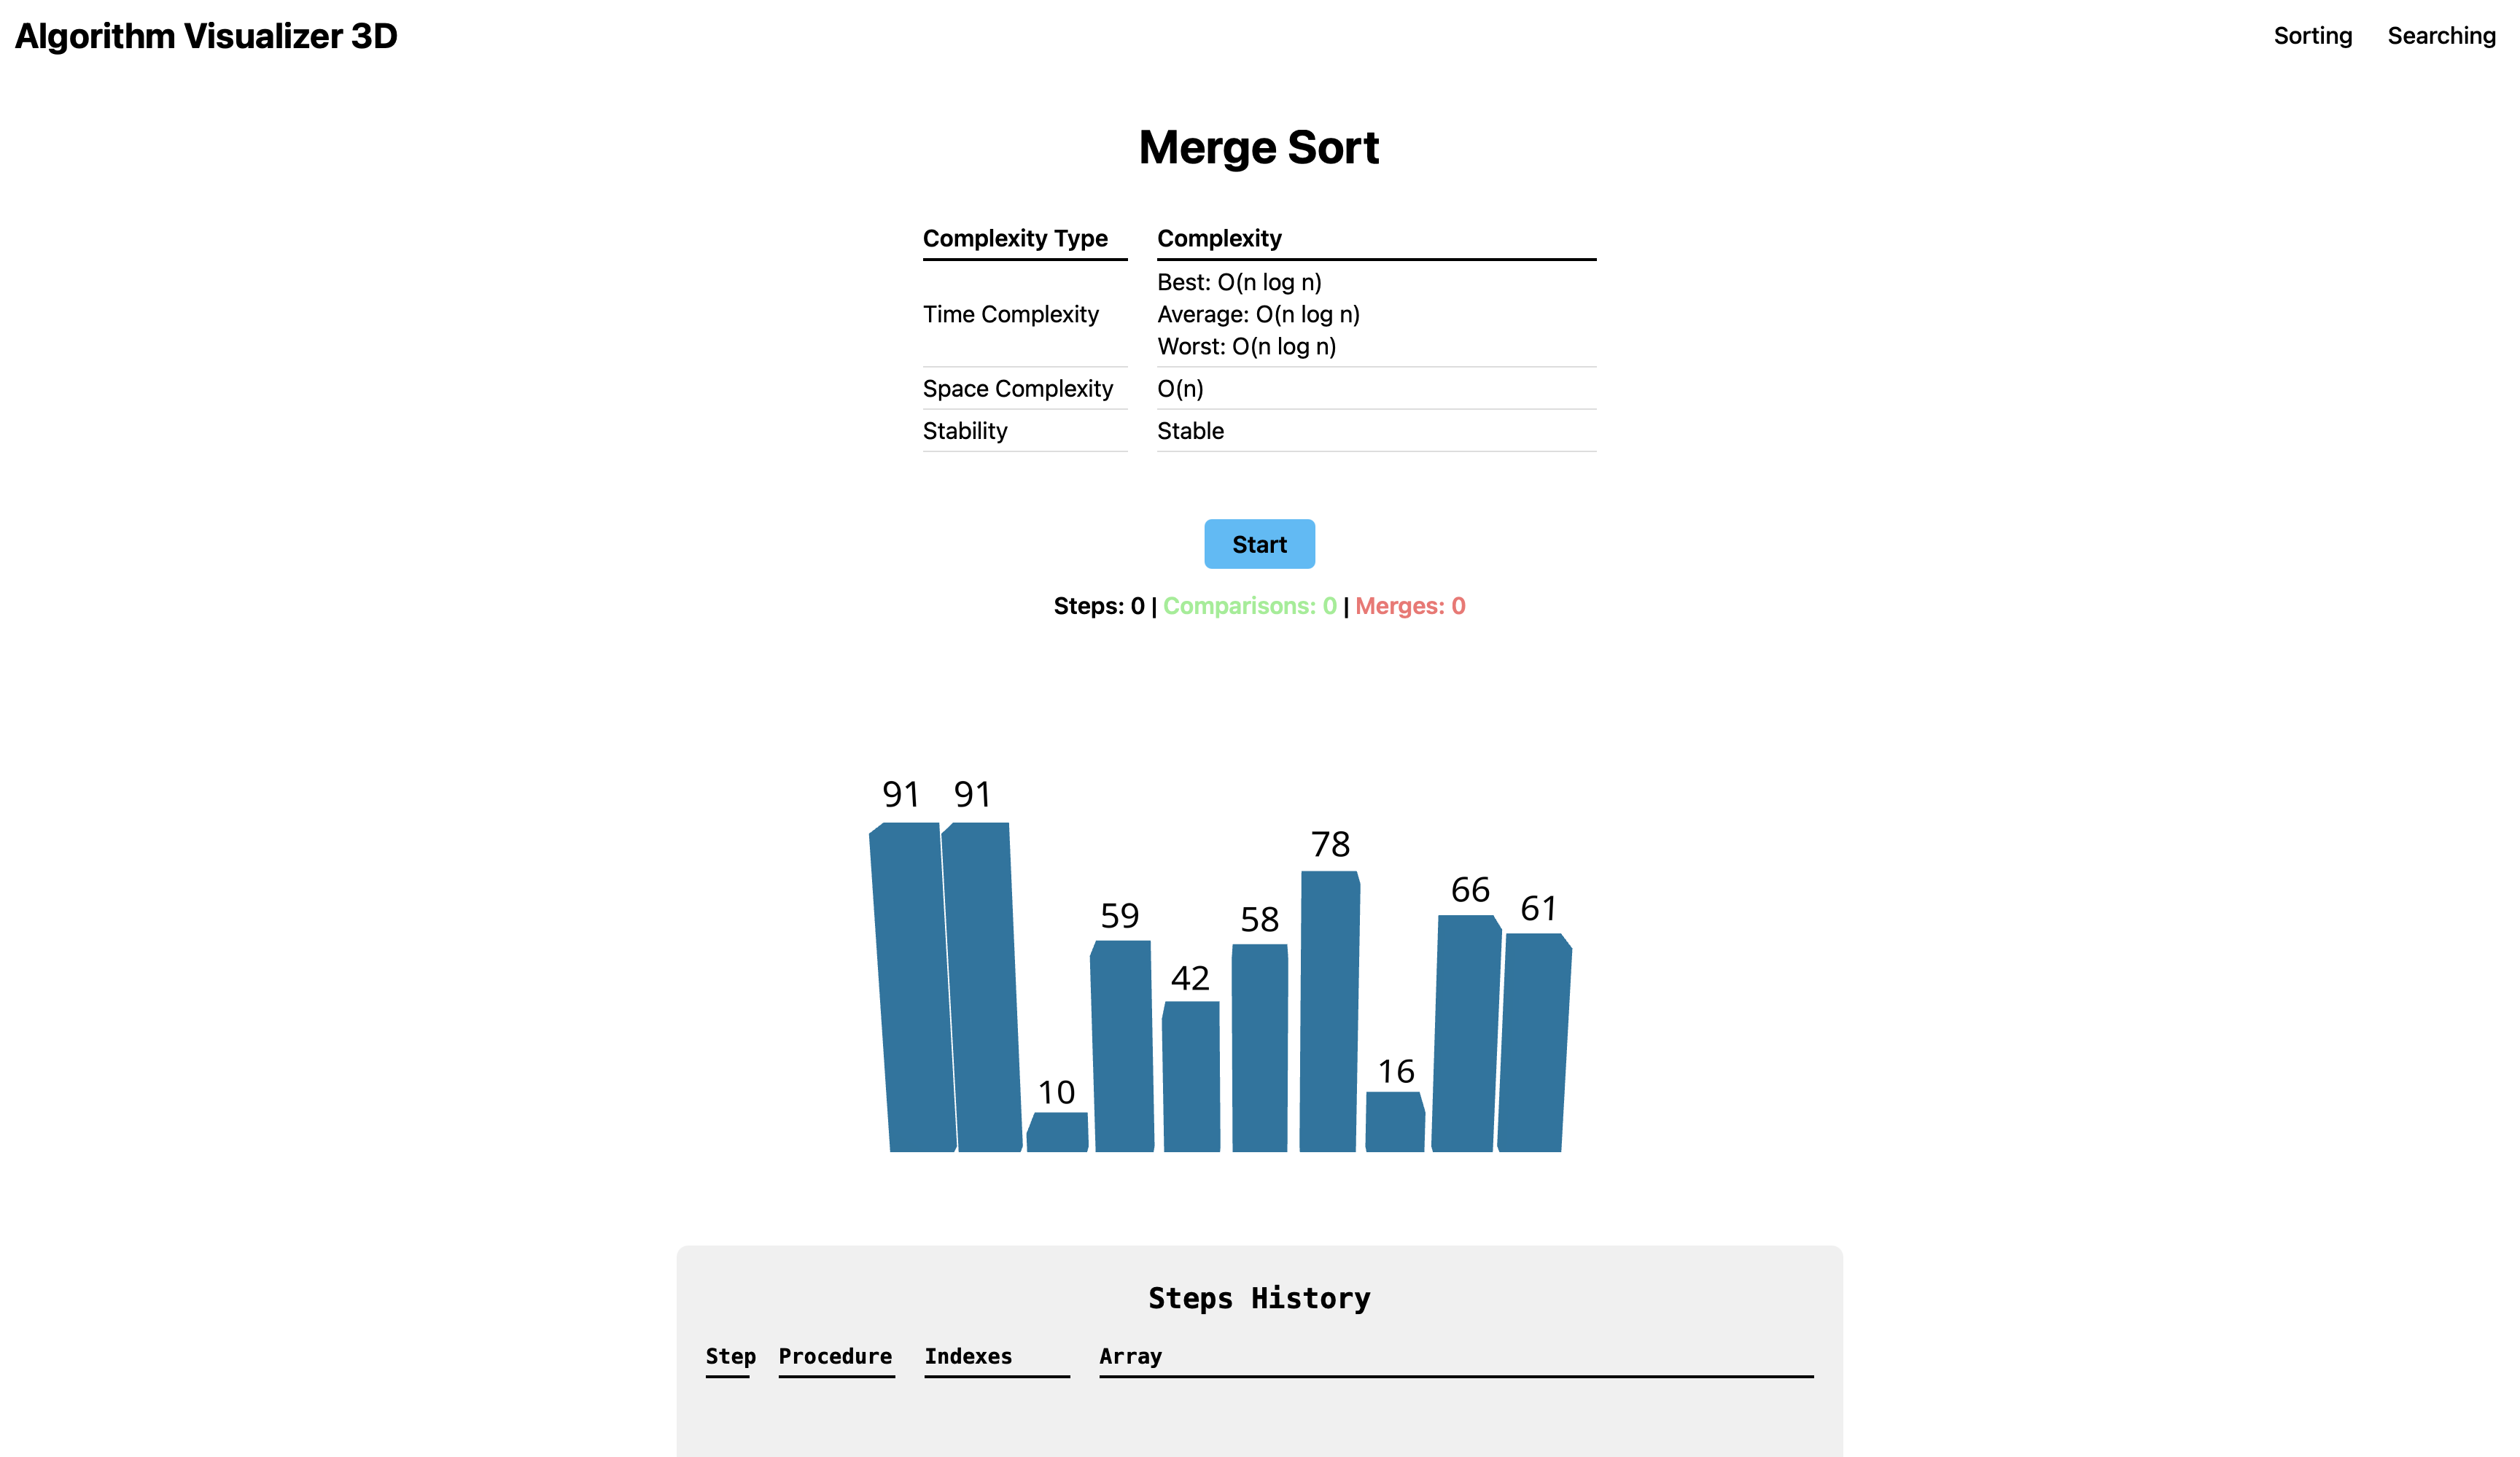 Algorithm Visualizer 3D
Sorting Searching
Merge Sort
Complexity Type Complexity
Time Complexity
Best: O(n log n)
Average: O(n log n)
Worst: O(n log n)
Space Complexity O(n)
Stability Stable
Start
Steps: 0 | Comparisons: 0 | Merges: 0
91 91 10 59 42 58 78 16 66 61
Steps History
Step Procedure Indexes Array